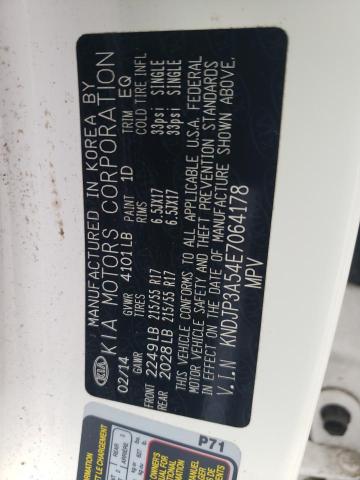 MANUFACTURED IN KOREA BY
KIA MOTORS CORPORATION
02/14 GVWR 4101LB PAINT 1D TRIM EQ
GAWR RIMS COLD TIRE INFL
FRONT 2249LB 215/55 R17 6.5JX17 33psi SINGLE
REAR 2028LB 215/55 R17 6.5JX17 33psi SINGLE
THIS VEHICLE CONFORMS TO ALL APPLICABLE U.S.A. FEDERAL
MOTOR VEHICLE SAFETY AND THEFT PREVENTION STANDARDS
IN EFFECT ON THE DATE OF MANUFACTURE SHOWN ABOVE.
V.I.N KNDJP3A54E7064178
MPV
KIA
P71